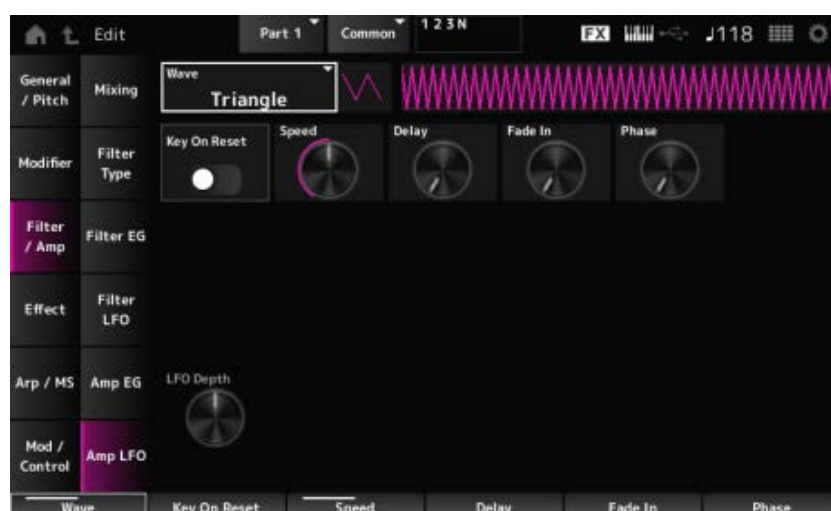 Edit
Part 1
Common
1 2 3 N
FX
♩118
General
/ Pitch
Modifier
Filter
/ Amp
Effect
Arp / MS
Mod /
Control
Mixing
Filter
Type
Filter EG
Filter
LFO
Amp EG
Amp LFO
Wave
Triangle
Key On Reset
Speed
Delay
Fade In
Phase
LFO Depth
Wave
Key On Reset
Speed
Delay
Fade In
Phase